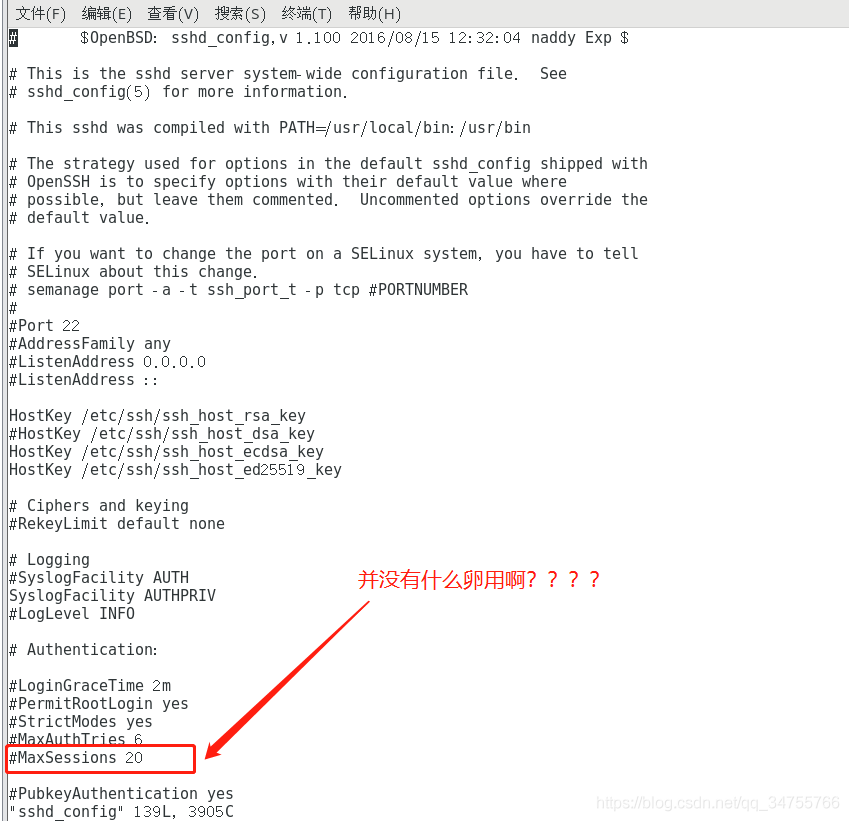 文件(F) 编辑(E) 查看(V) 搜索(S) 终端(T) 帮助(H)
#       $OpenBSD: sshd_config,v 1.100 2016/08/15 12:32:04 naddy Exp $
# This is the sshd server system-wide configuration file.  See
# sshd_config(5) for more information.
# This sshd was compiled with PATH=/usr/local/bin:/usr/bin
# The strategy used for options in the default sshd_config shipped with
# OpenSSH is to specify options with their default value where
# possible, but leave them commented.  Uncommented options override the
# default value.
# If you want to change the port on a SELinux system, you have to tell
# SELinux about this change.
# semanage port -a -t ssh_port_t -p tcp #PORTNUMBER
#
#Port 22
#AddressFamily any
#ListenAddress 0.0.0.0
#ListenAddress ::
HostKey /etc/ssh/ssh_host_rsa_key
#HostKey /etc/ssh/ssh_host_dsa_key
HostKey /etc/ssh/ssh_host_ecdsa_key
HostKey /etc/ssh/ssh_host_ed25519_key
# Ciphers and keying
#RekeyLimit default none
# Logging
#SyslogFacility AUTH
并没有什么卵用啊？？？？
SyslogFacility AUTHPRIV
#LogLevel INFO
# Authentication:
#LoginGraceTime 2m
#PermitRootLogin yes
#StrictModes yes
#MaxAuthTries 6
#MaxSessions 20
#PubkeyAuthentication yes
"sshd_config" 139L, 3905C
https://blog.csdn.net/qq_34755766